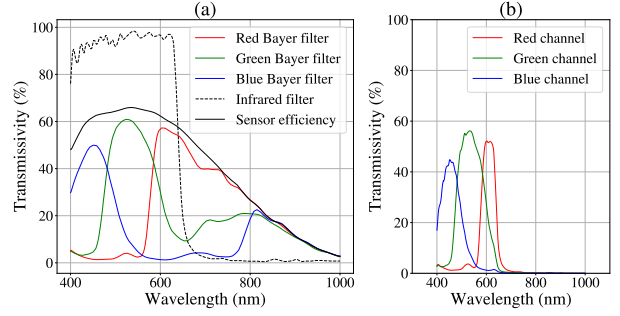 (a)
Transmissivity (%)
100
80
60
40
20
0
Red Bayer filter
Green Bayer filter
Blue Bayer filter
Infrared filter
Sensor efficiency
400
600
800
1000
Wavelength (nm)
(b)
Transmissivity (%)
100
80
60
40
20
0
Red channel
Green channel
Blue channel
400
600
800
1000
Wavelength (nm)